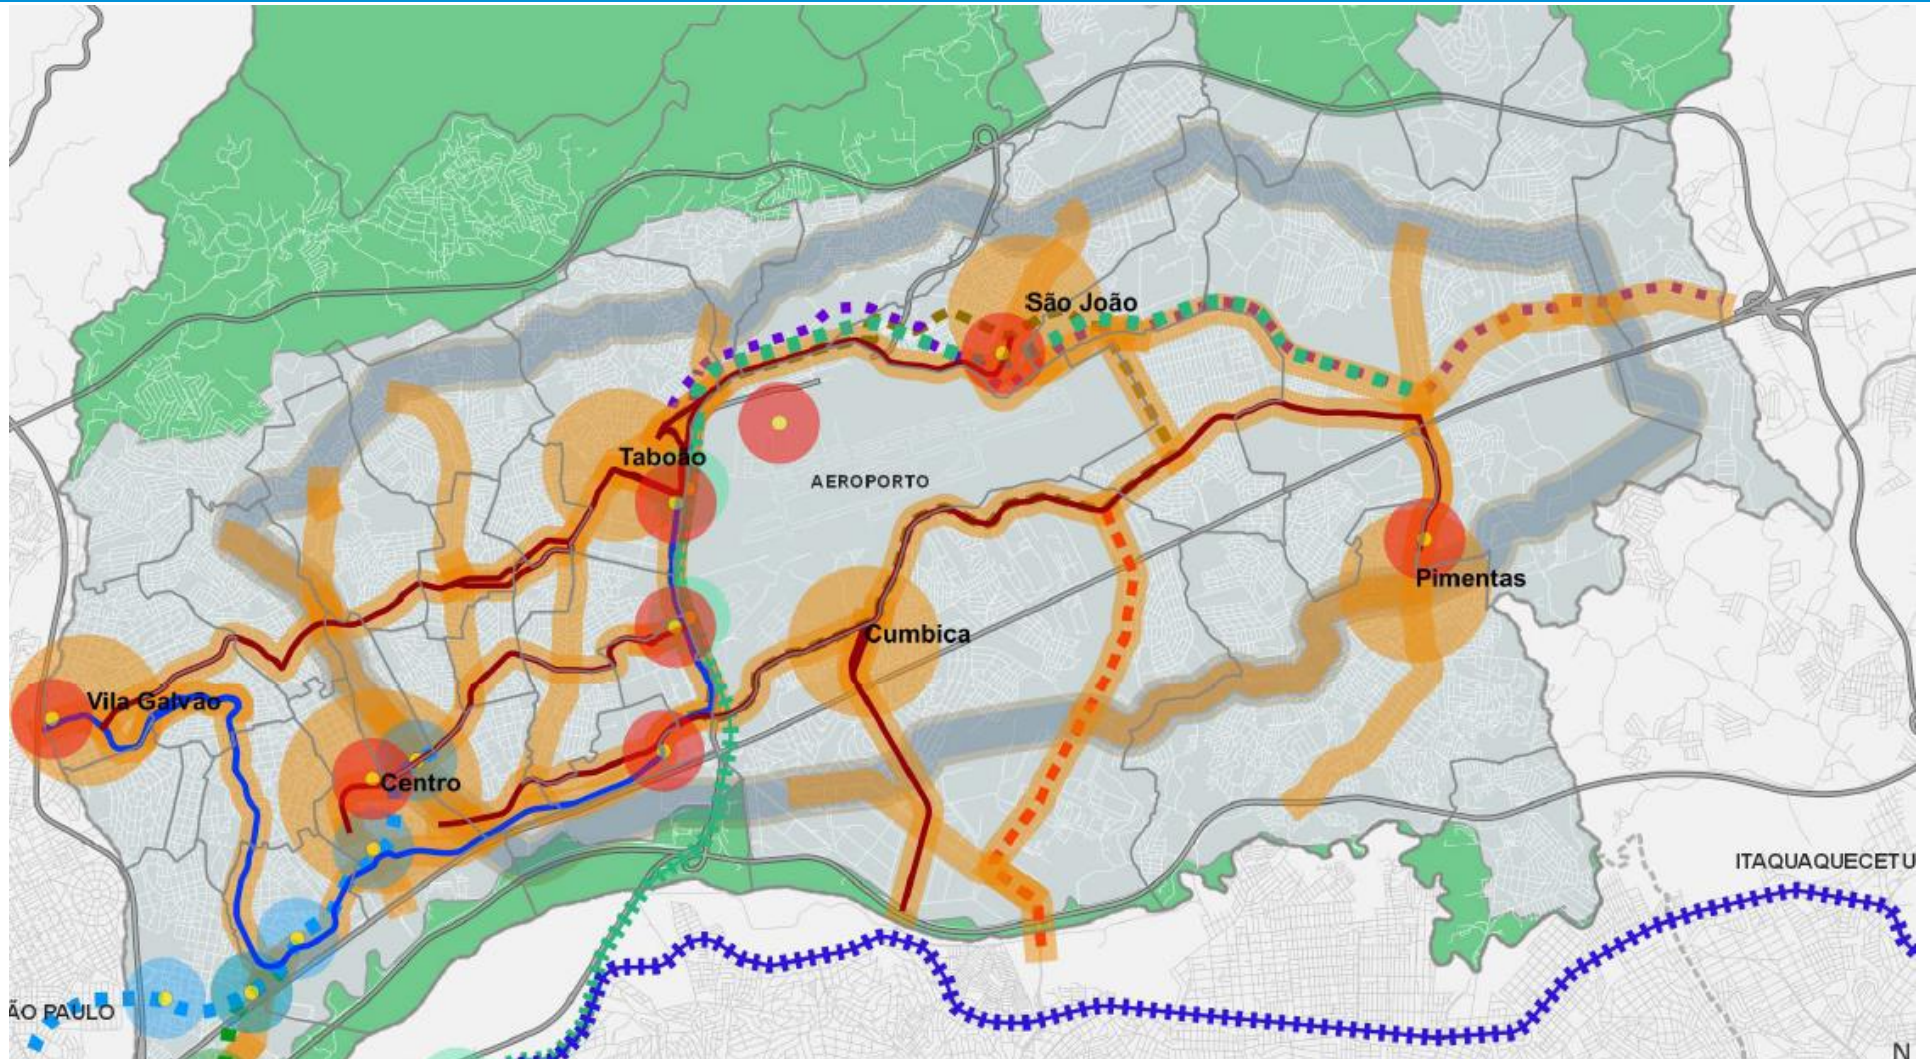 São João
Taboão
AEROPORTO
Pimentas
Cumbica
Vila Galvão
Centro
ITAQUAQUECETU
ÃO PAULO
N